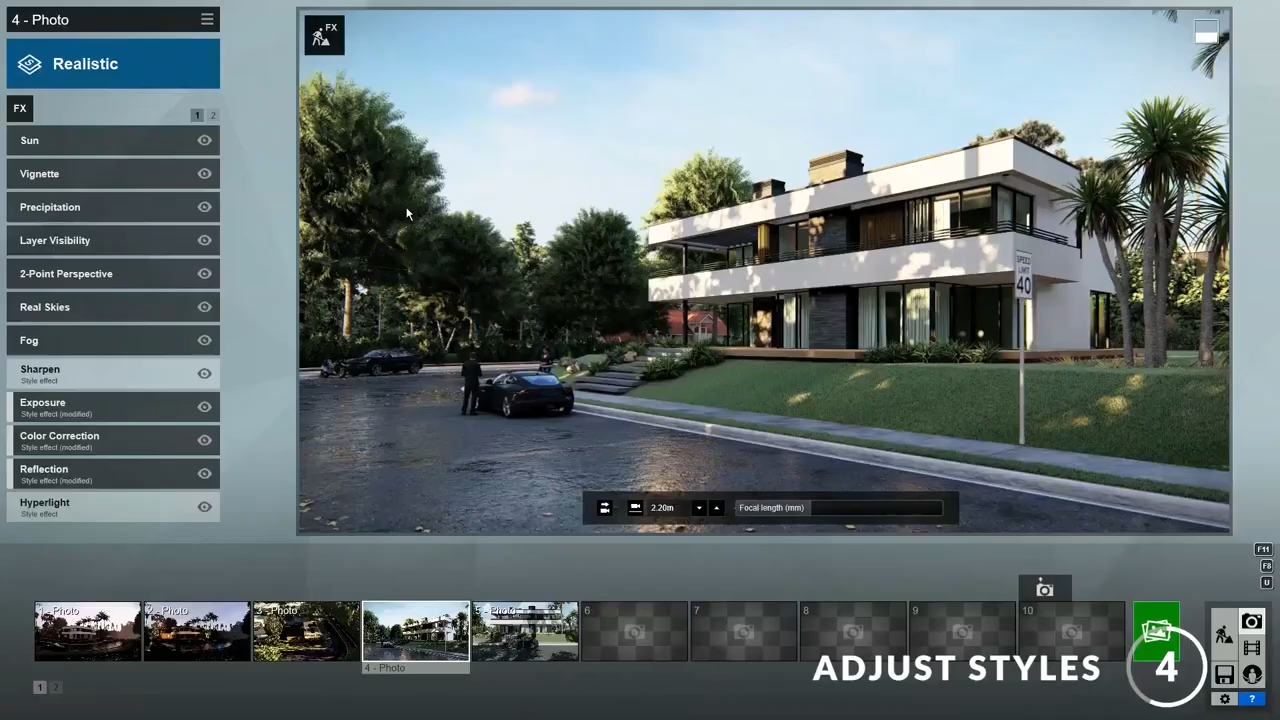 4 - Photo
Realistic
FX
1 2
Sun
Vignette
Precipitation
Layer Visibility
2-Point Perspective
Real Skies
Fog
Sharpen
Style effect
Exposure
Style effect (modified)
Color Correction
Style effect (modified)
Reflection
Style effect (modified)
Hyperlight
Style effect
FX
SPEED
LIMIT
40
2.20m
Focal length (mm)
F11
F8
U
1 - Photo
2 - Photo
3 - Photo
5 - Photo
6
7
8
9
10
4 - Photo
1 2
ADJUST STYLES
4
?